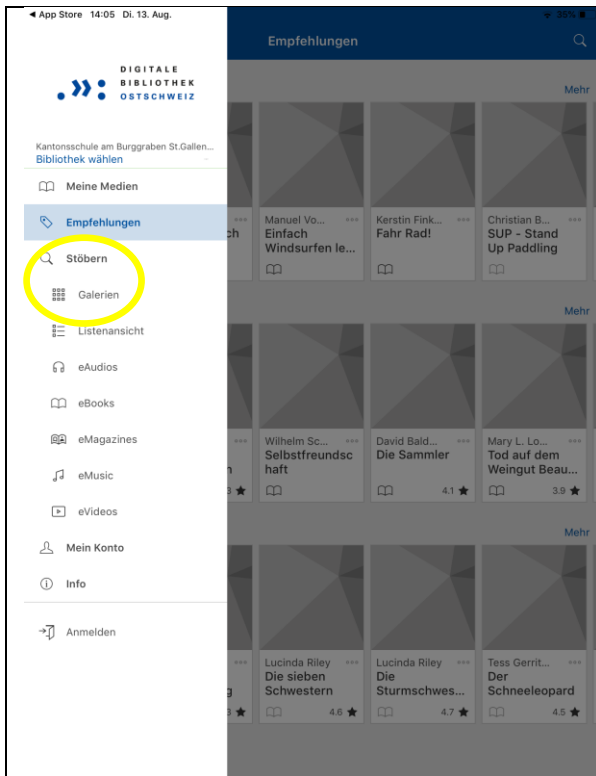 App Store 14:05 Di. 13. Aug.
35%
DIGITALE
BIBLIOTHEK
OSTSCHWEIZ
Kantonsschule am Burggraben St.Gallen...
Bibliothek wählen
Meine Medien
Empfehlungen
Stöbern
Galerien
Listenansicht
eAudios
eBooks
eMagazines
eMusic
eVideos
Mein Konto
Info
Anmelden
Empfehlungen
Mehr
Manuel Vo...
Einfach
Windsurfen le...
Kerstin Fink...
Fahr Rad!
Christian B...
SUP - Stand
Up Paddling
Mehr
Wilhelm Sc...
Selbstfreundsc
haft
David Bald...
Die Sammler
4.1
Mary L. Lo...
Tod auf dem
Weingut Beau...
3.9
Mehr
Lucinda Riley
Die sieben
Schwestern
4.6
Lucinda Riley
Die
Sturmschwes...
4.7
Tess Gerrit...
Der
Schneeleopard
4.5